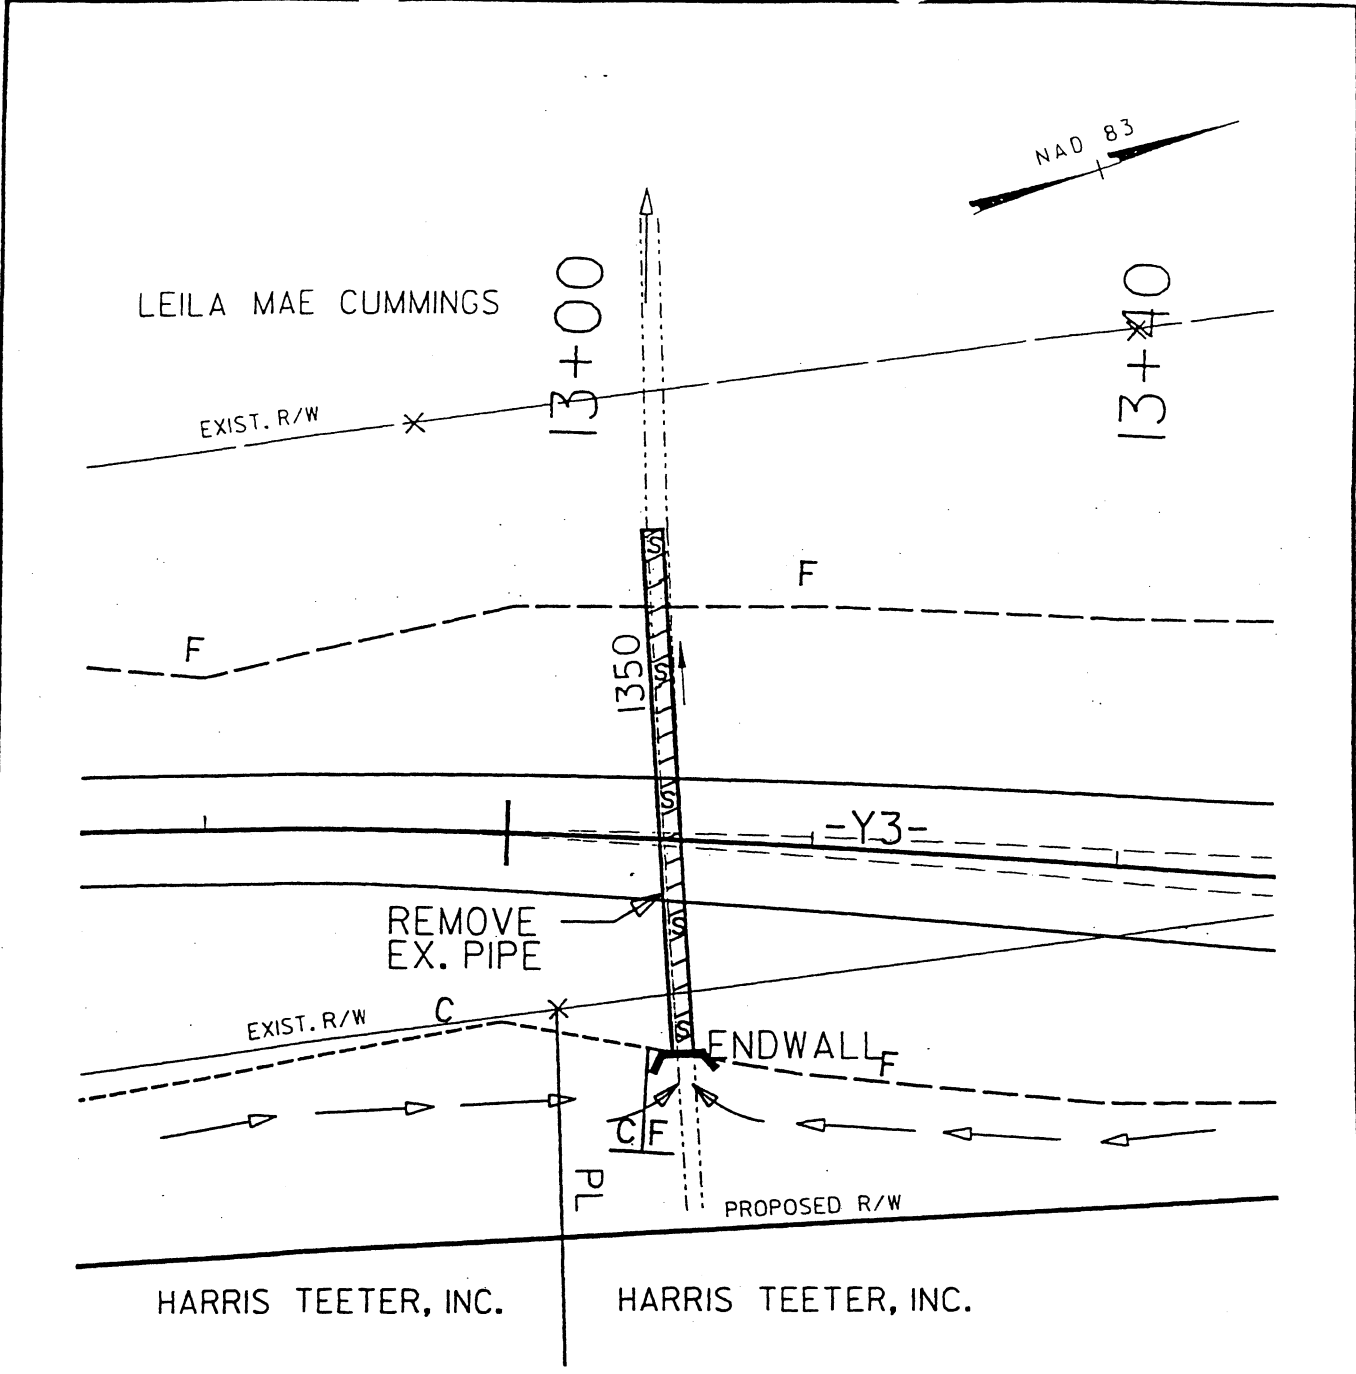 NAD 83
LEILA MAE CUMMINGS
13+00
13+40
EXIST. R/W
S
F
F
1350
S
S
-Y3-
REMOVE
EX. PIPE
S
EXIST. R/W
C
S
ENDWALL
F
C F
PL
PROPOSED R/W
HARRIS TEETER, INC.
HARRIS TEETER, INC.